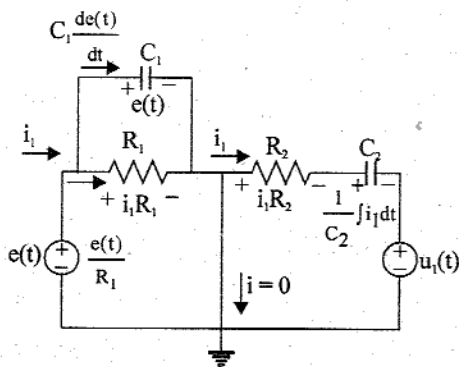 C₁ de(t)/dt
C₁
+ −
e(t)
i₁
R₁
+ i₁R₁ −
i₁
R₂
+ −
i₁R₂
C₂
+ −
1/C₂ ∫i₁dt
e(t)
+ −
e(t)/R₁
i = 0
+ −
u₁(t)